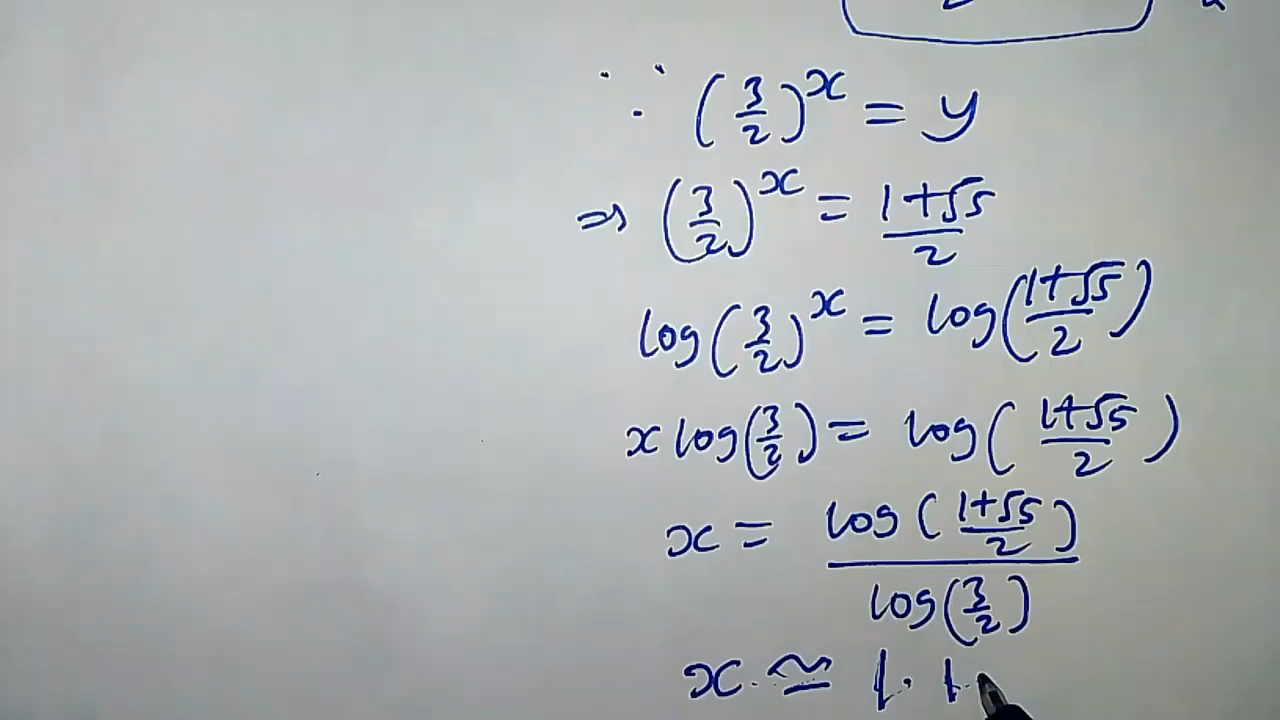 ∵ (3/2)^x = y
⇒ (3/2)^x = (1+√5)/2
log(3/2)^x = log((1+√5)/2)
x log(3/2) = log((1+√5)/2)
x = log((1+√5)/2) / log(3/2)
x ≅ 1.1